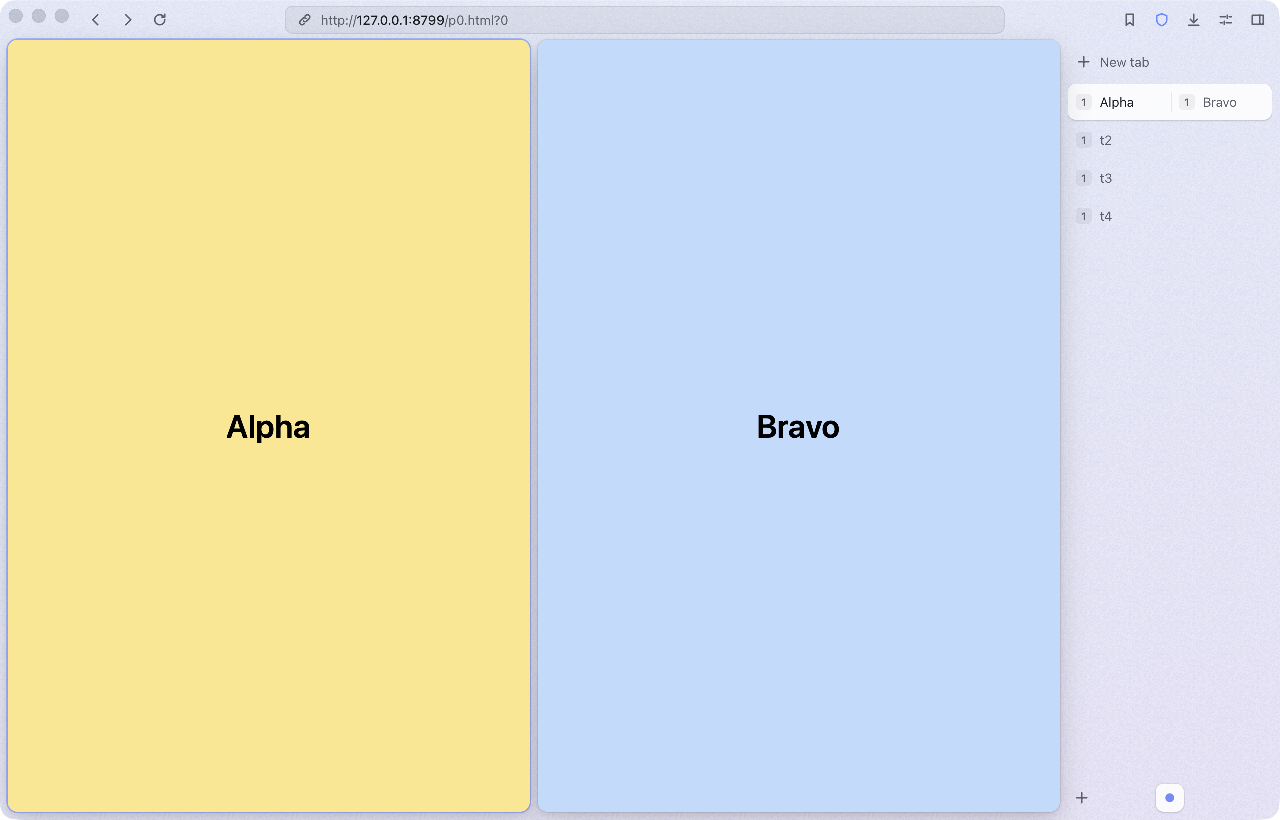 http://127.0.0.1:8799/p0.html?0
New tab
1 Alpha 1 Bravo
1 t2
1 t3
1 t4
Alpha
Bravo